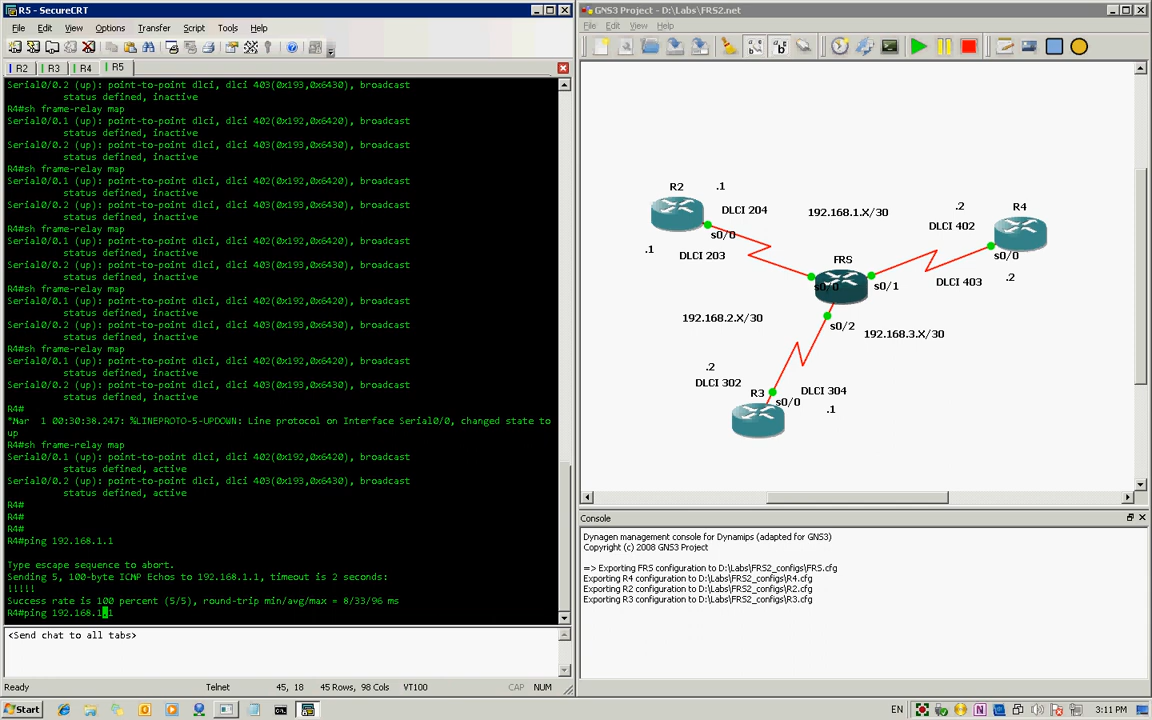 R5 - SecureCRT
File Edit View Options Transfer Script Tools Help
R2 R3 R4 R5
Serial0/0.2 (up): point-to-point dlci, dlci 403(0x193,0x6430), broadcast
status defined, inactive
R4#sh frame-relay map
Serial0/0.1 (up): point-to-point dlci, dlci 402(0x192,0x6420), broadcast
status defined, inactive
Serial0/0.2 (up): point-to-point dlci, dlci 403(0x193,0x6430), broadcast
status defined, inactive
R4#sh frame-relay map
Serial0/0.1 (up): point-to-point dlci, dlci 402(0x192,0x6420), broadcast
status defined, inactive
Serial0/0.2 (up): point-to-point dlci, dlci 403(0x193,0x6430), broadcast
status defined, inactive
R4#sh frame-relay map
Serial0/0.1 (up): point-to-point dlci, dlci 402(0x192,0x6420), broadcast
status defined, inactive
Serial0/0.2 (up): point-to-point dlci, dlci 403(0x193,0x6430), broadcast
status defined, inactive
R4#sh frame-relay map
Serial0/0.1 (up): point-to-point dlci, dlci 402(0x192,0x6420), broadcast
status defined, inactive
Serial0/0.2 (up): point-to-point dlci, dlci 403(0x193,0x6430), broadcast
status defined, inactive
R4#sh frame-relay map
Serial0/0.1 (up): point-to-point dlci, dlci 402(0x192,0x6420), broadcast
status defined, inactive
Serial0/0.2 (up): point-to-point dlci, dlci 403(0x193,0x6430), broadcast
status defined, inactive
R4#
*Mar  1 00:30:38.247: %LINEPROTO-5-UPDOWN: Line protocol on Interface Serial0/0, changed state to
up
R4#sh frame-relay map
Serial0/0.1 (up): point-to-point dlci, dlci 402(0x192,0x6420), broadcast
status defined, active
Serial0/0.2 (up): point-to-point dlci, dlci 403(0x193,0x6430), broadcast
status defined, active
R4#
R4#
R4#
R4#ping 192.168.1.1
Type escape sequence to abort.
Sending 5, 100-byte ICMP Echos to 192.168.1.1, timeout is 2 seconds:
!!!!!
Success rate is 100 percent (5/5), round-trip min/avg/max = 8/33/96 ms
R4#ping 192.168.1.1
<Send chat to all tabs>
Ready Telnet 45, 18 45 Rows, 98 Cols VT100 CAP NUM
GNS3 Project - D:\Labs\FRS2.net
File Edit View Help
R2 .1
DLCI 204
s0/0
.1 DLCI 203
192.168.1.X/30
.2 R4
DLCI 402
s0/0
DLCI 403 .2
FRS
s0/0 s0/1
s0/2
192.168.2.X/30
192.168.3.X/30
.2
DLCI 302
R3 DLCI 304
s0/0 .1
Console
Dynagen management console for Dynamips (adapted for GNS3)
Copyright (c) 2008 GNS3 Project
=> Exporting FRS configuration to D:\Labs\FRS2_configs\FRS.cfg
Exporting R4 configuration to D:\Labs\FRS2_configs\R4.cfg
Exporting R2 configuration to D:\Labs\FRS2_configs\R2.cfg
Exporting R3 configuration to D:\Labs\FRS2_configs\R3.cfg
Start EN 3:11 PM